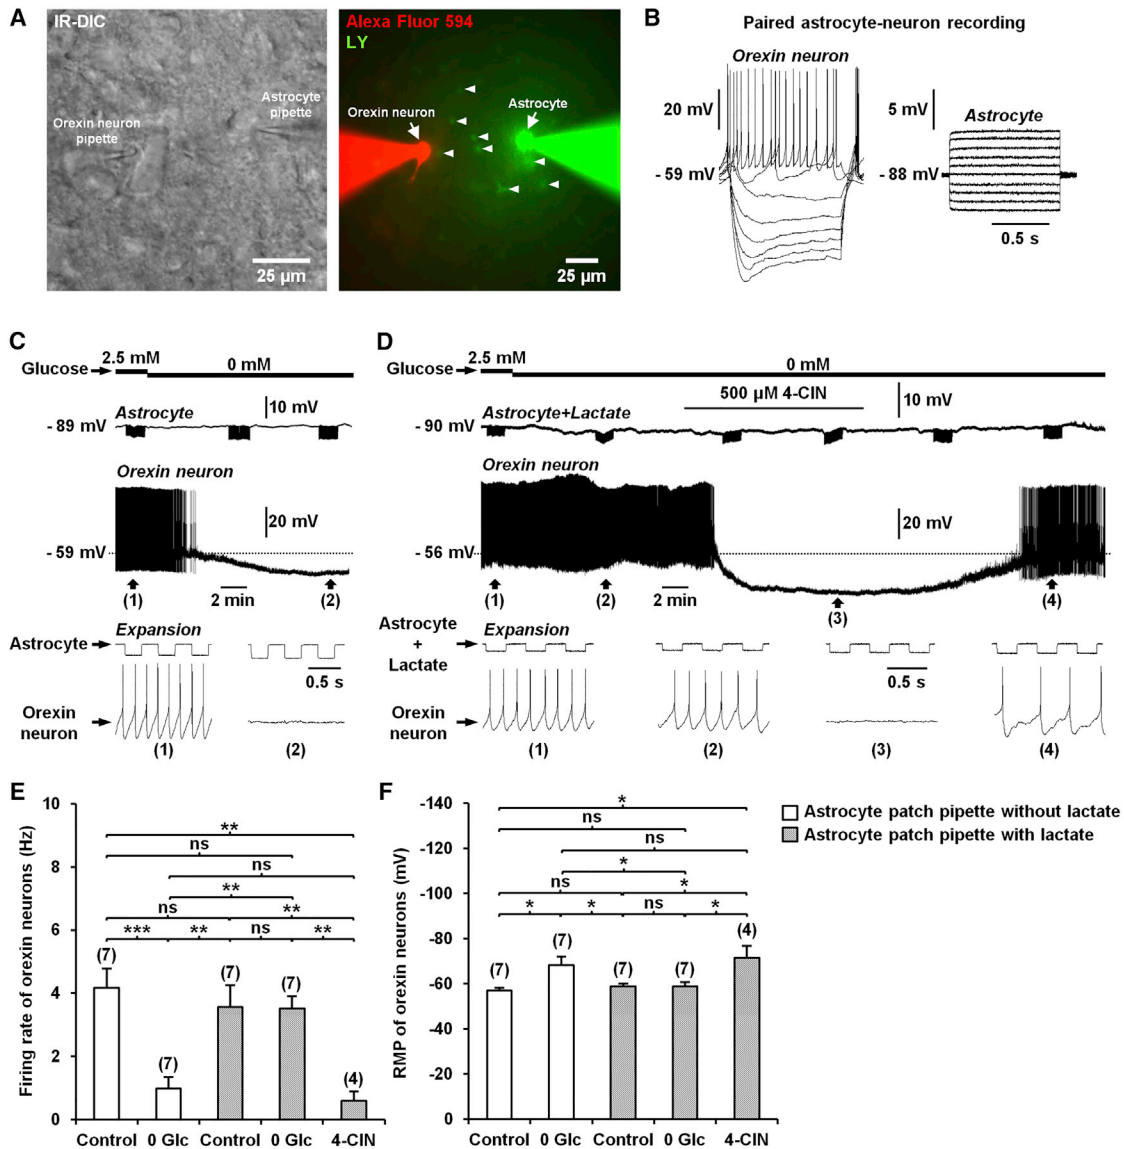 A
IR-DIC
Orexin neuron
pipette
Astrocyte
pipette
25 µm
Alexa Fluor 594
LY
Orexin neuron
Astrocyte
25 µm
B
Paired astrocyte-neuron recording
Orexin neuron
20 mV
- 59 mV
5 mV
Astrocyte
- 88 mV
0.5 s
C
Glucose
2.5 mM
0 mM
Astrocyte
10 mV
- 89 mV
Orexin neuron
20 mV
- 59 mV
(1)
2 min
(2)
Astrocyte
Expansion
0.5 s
Orexin
neuron
(1)
(2)
D
Glucose
2.5 mM
0 mM
500 µM 4-CIN
10 mV
- 90 mV
Astrocyte+Lactate
Orexin neuron
20 mV
- 56 mV
(1)
(2)
2 min
(3)
(4)
Astrocyte
+
Lactate
Expansion
0.5 s
Orexin
neuron
(1)
(2)
(3)
(4)
E
Firing rate of orexin neurons (Hz)
10
8
6
4
2
0
**
ns
ns
**
ns
**
***
**
ns
**
(7)
(7)
(7)
(7)
(4)
Control
0 Glc
Control
0 Glc
4-CIN
F
RMP of orexin neurons (mV)
-140
-120
-100
-80
-60
-40
-20
0
*
ns
ns
*
ns
*
*
*
ns
*
(7)
(7)
(7)
(7)
(4)
Control
0 Glc
Control
0 Glc
4-CIN
Astrocyte patch pipette without lactate
Astrocyte patch pipette with lactate